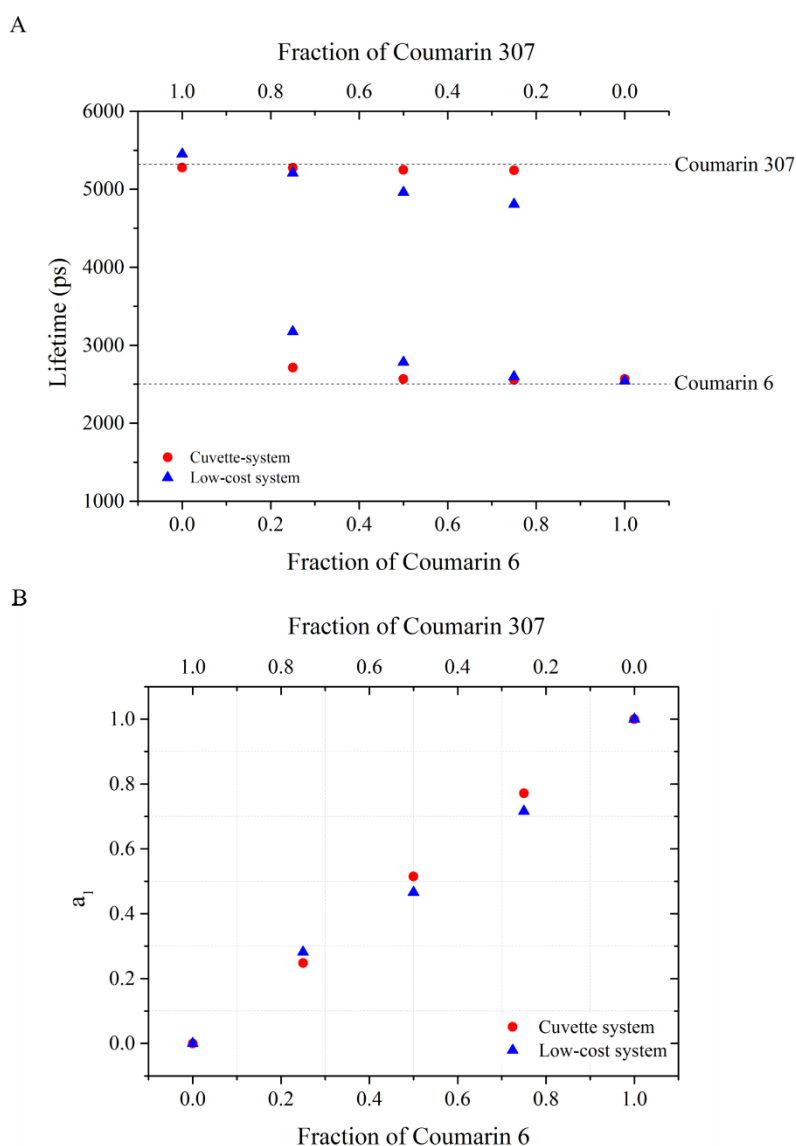 A
Fraction of Coumarin 307
1.0 0.8 0.6 0.4 0.2 0.0
6000
5000
4000
3000
2000
1000
Lifetime (ps)
Coumarin 307
Coumarin 6
Cuvette-system
Low-cost system
0.0 0.2 0.4 0.6 0.8 1.0
Fraction of Coumarin 6
B
Fraction of Coumarin 307
1.0 0.8 0.6 0.4 0.2 0.0
1.0
0.8
0.6
0.4
0.2
0.0
a₁
Cuvette system
Low-cost system
0.0 0.2 0.4 0.6 0.8 1.0
Fraction of Coumarin 6